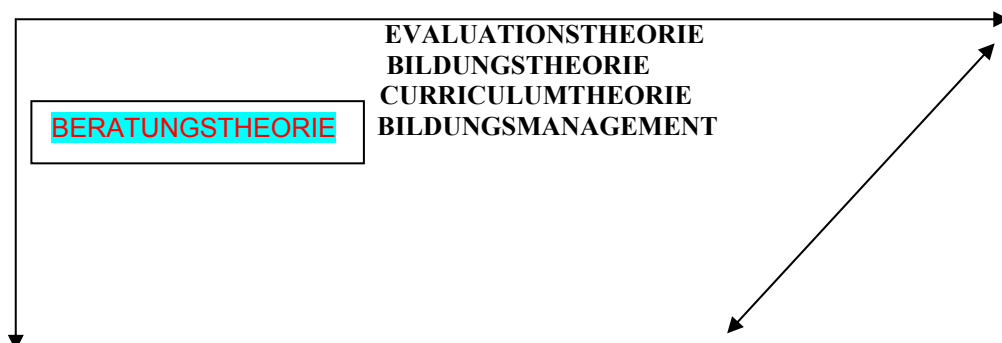 EVALUATIONSTHEORIE
BILDUNGSTHEORIE
CURRICULUMTHEORIE
BERATUNGSTHEORIE BILDUNGSMANAGEMENT